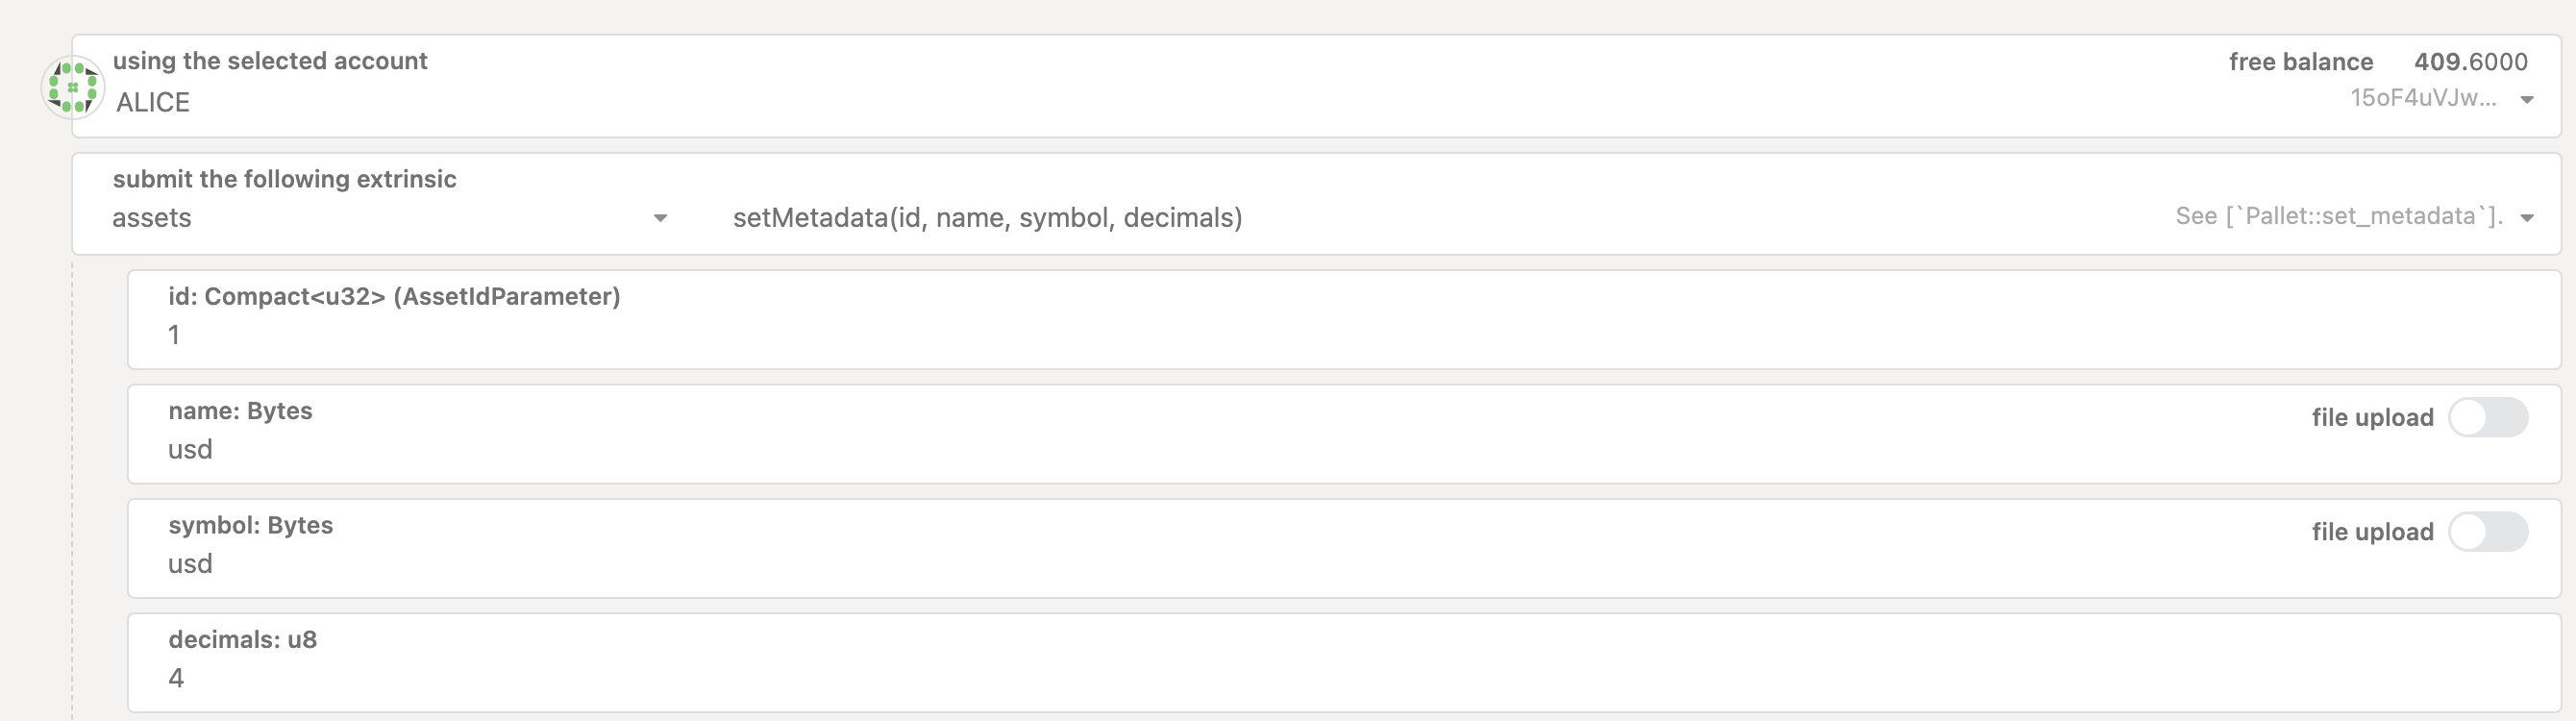 using the selected account
ALICE
free balance 409.6000
15oF4uVJw...
submit the following extrinsic
assets
setMetadata(id, name, symbol, decimals)
See [`Pallet::set_metadata`].
id: Compact<u32> (AssetIdParameter)
1
name: Bytes
usd
file upload
symbol: Bytes
usd
file upload
decimals: u8
4